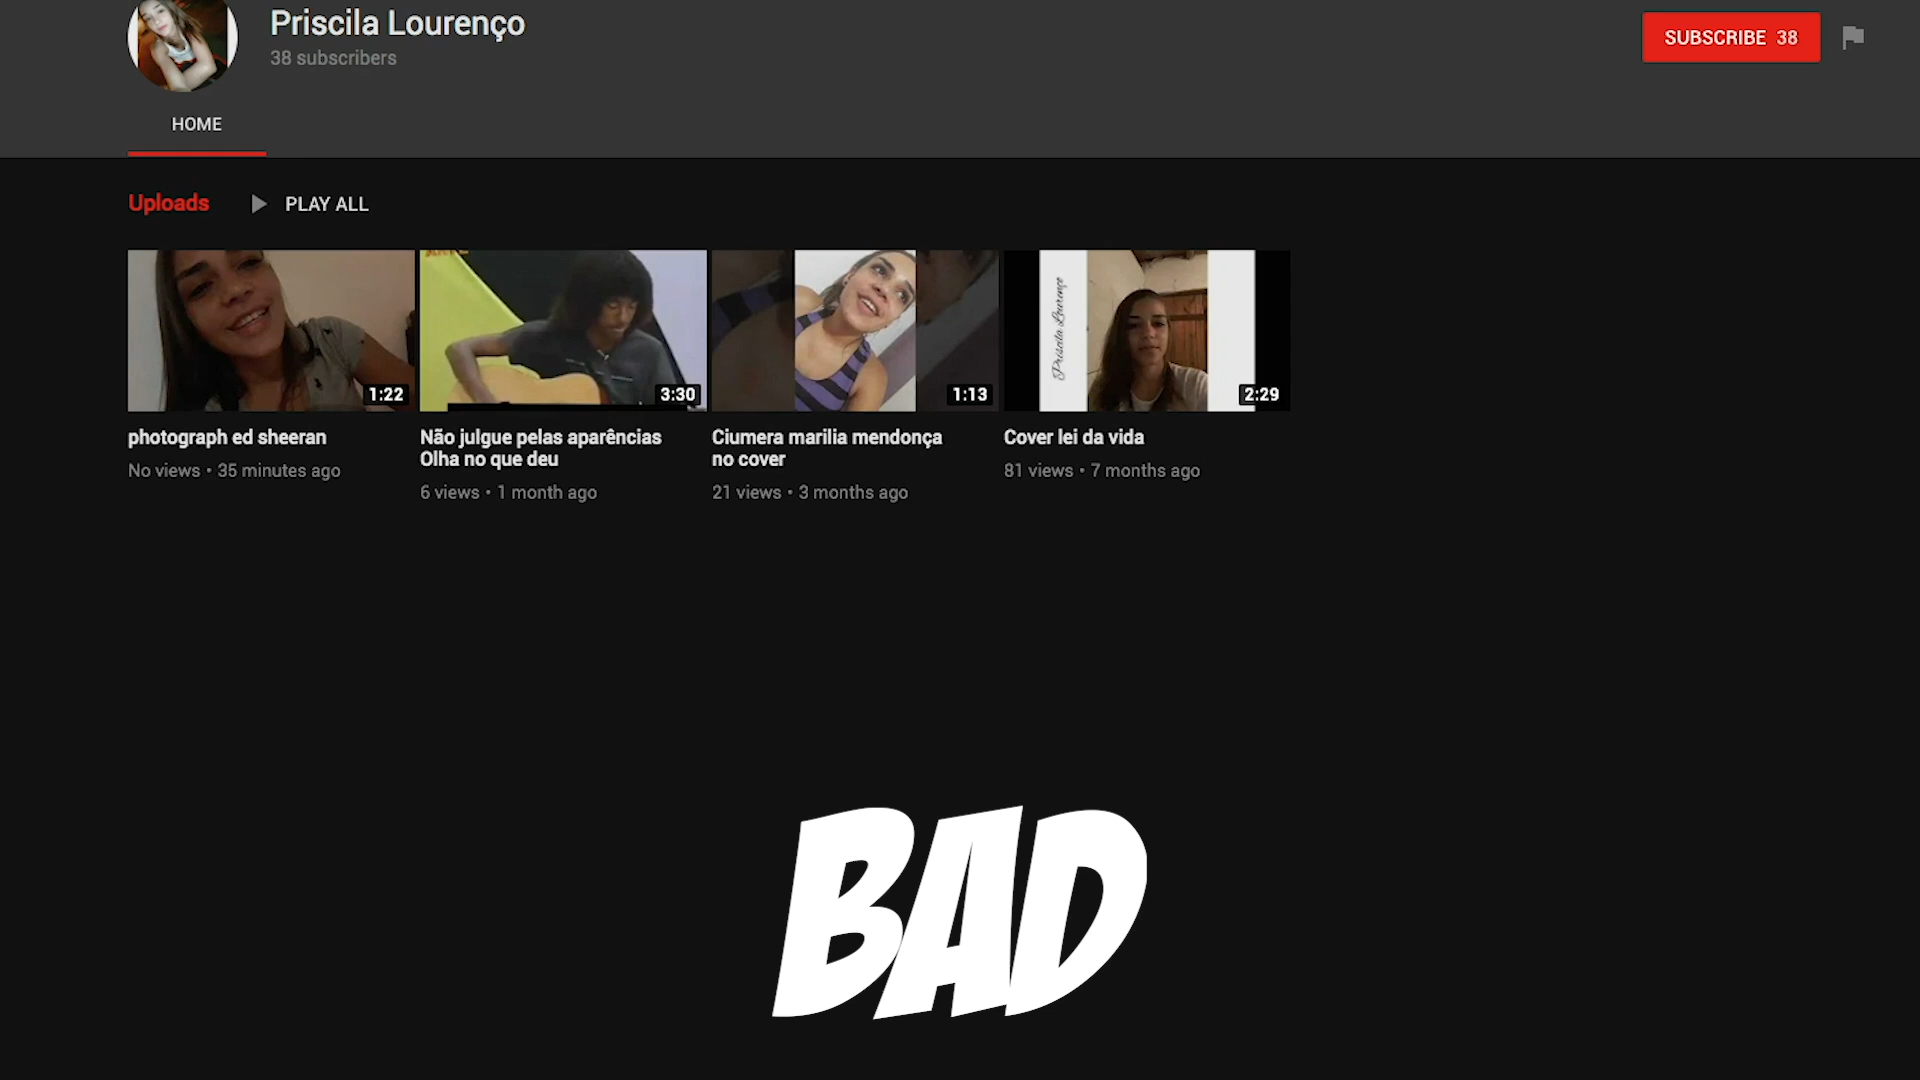 Priscila Lourenço
38 subscribers
SUBSCRIBE 38
HOME
Uploads
PLAY ALL
1:22
3:30
Priscila Lourenço
1:13
2:29
photograph ed sheeran
No views • 35 minutes ago
Não julgue pelas aparências
Olha no que deu
6 views • 1 month ago
Ciumera marilia mendonça
no cover
21 views • 3 months ago
Cover lei da vida
81 views • 7 months ago
BAD